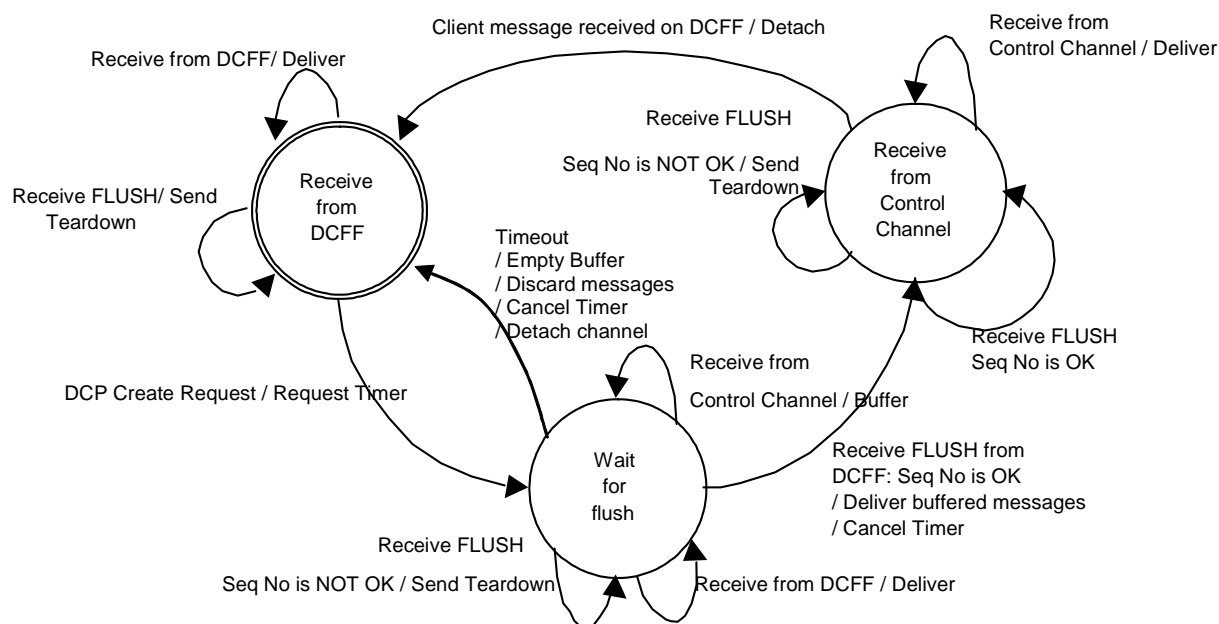 Client message received on DCFF / Detach
Receive from
Control Channel / Deliver
Receive from DCFF/ Deliver
Receive FLUSH
Seq No is NOT OK / Send
Teardown
Receive
from
Control
Channel
Receive
from
DCFF
Receive FLUSH/ Send
Teardown
Timeout
/ Empty Buffer
/ Discard messages
/ Cancel Timer
/ Detach channel
Receive FLUSH
Seq No is OK
Receive from
Control Channel / Buffer
DCP Create Request / Request Timer
Wait
for
flush
Receive FLUSH from
DCFF: Seq No is OK
/ Deliver buffered messages
/ Cancel Timer
Receive FLUSH
Seq No is NOT OK / Send Teardown
Receive from DCFF / Deliver